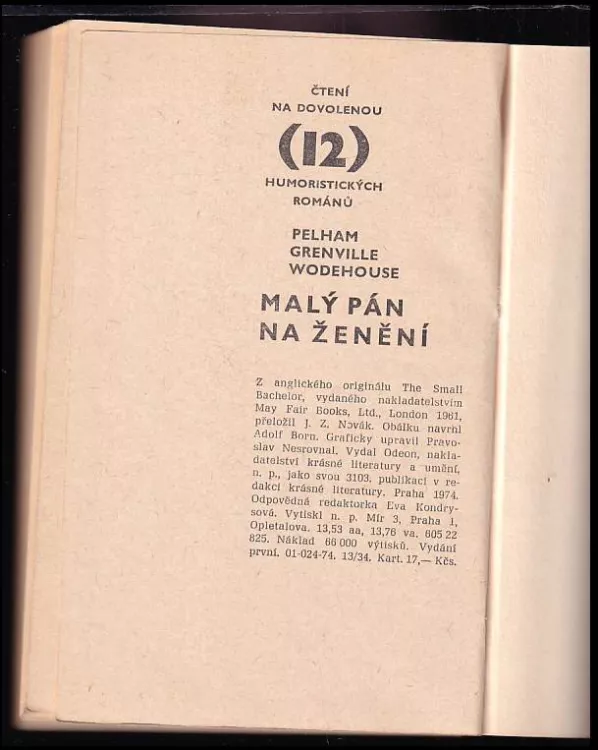 ČTENÍ
NA DOVOLENOU
(12)
HUMORISTICKÝCH
ROMÁNŮ
PELHAM
GRENVILLE
WODEHOUSE
MALÝ PÁN
NA ŽENĚNÍ
Z anglického originálu The Small
Bachelor, vydaného nakladatelstvím
May Fair Books, Ltd., London 1961,
přeložil J. Z. Novák. Obálku navrhl
Adolf Born. Graficky upravil Pravo-
slav Nesrovnal. Vydal Odeon, nakla-
datelství krásné literatury a umění,
n. p., jako svou 3103. publikaci v re-
dakci krásné literatury. Praha 1974.
Odpovědná redaktorka Eva Kondry-
sová. Vytiskl n. p. Mír 3, Praha 1,
Opletalova. 13,53 aa, 13,76 va. 605 22
825. Náklad 66 000 výtisků. Vydání
první. 01-024-74. 13/34. Kart. 17,— Kčs.